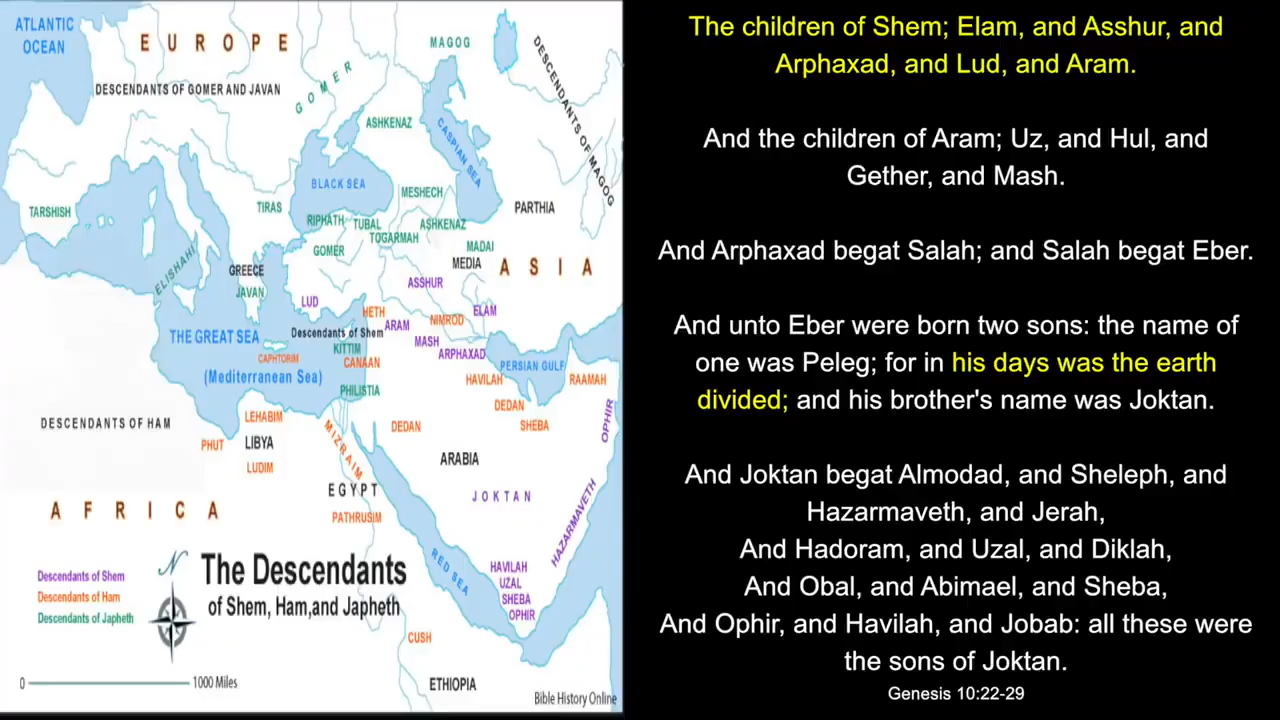 ATLANTIC
OCEAN
EUROPE
MAGOG
DESCENDANTS OF MAGOG
DESCENDANTS OF GOMER AND JAVAN
GOMER
ASHKENAZ
CASPIAN SEA
BLACK SEA
MESHECH
TARSHISH
TIRAS
PARTHIA
RIPHATH
TUBAL
ASHKENAZ
TOGARMAH
GOMER
MADAI
MEDIA
ASIA
ELISHAH
GREECE
JAVAN
ASSHUR
LUD
HETH
ELAM
THE GREAT SEA
Descendants of Shem
ARAM
NIMROD
MASH
KITTIM
CAPHTORIM
CANAAN
ARPHAXAD
PERSIAN GULF
(Mediterranean Sea)
HAVILAH
RAAMAH
PHILISTIA
DEDAN
OPHIR
DESCENDANTS OF HAM
LEHABIM
DEDAN
SHEBA
PHUT
LIBYA
MIZRAIM
LUDIM
ARABIA
EGYPT
JOKTAN
HAZARMAVETH
AFRICA
PATHRUSIM
N
The Descendants
of Shem, Ham,and Japheth
RED SEA
HAVILAH
UZAL
SHEBA
OPHIR
Descendants of Shem
Descendants of Ham
Descendants of Japheth
CUSH
0 1000 Miles
ETHIOPIA
Bible History Online
The children of Shem; Elam, and Asshur, and
Arphaxad, and Lud, and Aram.
And the children of Aram; Uz, and Hul, and
Gether, and Mash.
And Arphaxad begat Salah; and Salah begat Eber.
And unto Eber were born two sons: the name of
one was Peleg; for in his days was the earth
divided; and his brother's name was Joktan.
And Joktan begat Almodad, and Sheleph, and
Hazarmaveth, and Jerah,
And Hadoram, and Uzal, and Diklah,
And Obal, and Abimael, and Sheba,
And Ophir, and Havilah, and Jobab: all these were
the sons of Joktan.
Genesis 10:22-29